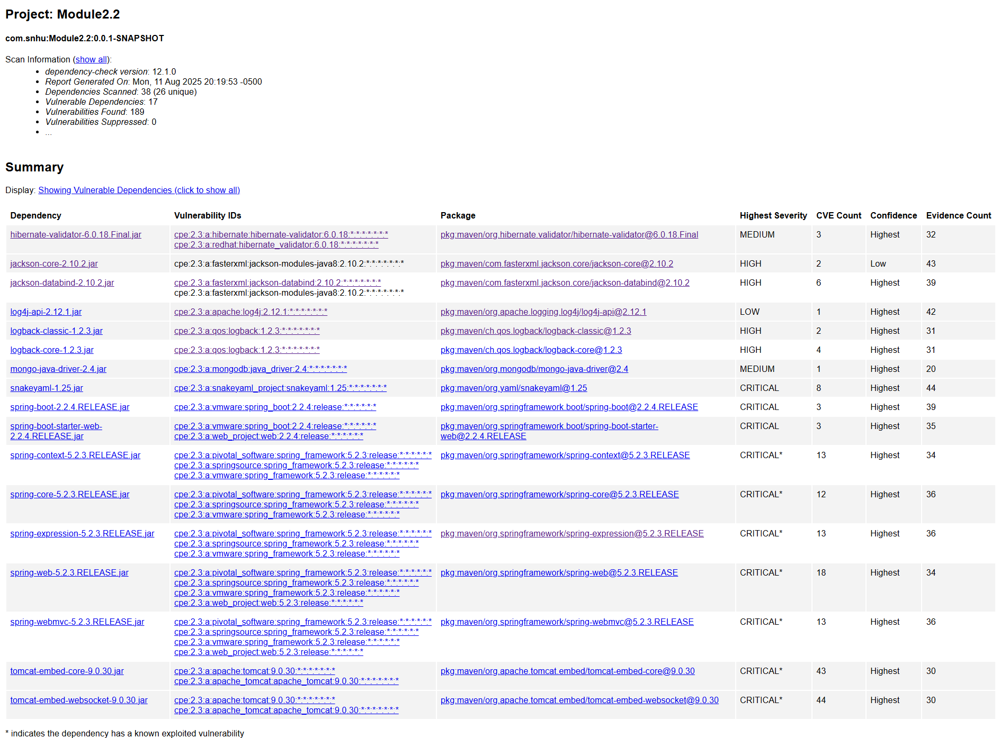 Project: Module2.2
com.snhu:Module2.2:0.0.1-SNAPSHOT
Scan Information (show all):
• dependency-check version: 12.1.0
• Report Generated On: Mon, 11 Aug 2025 20:19:53 -0500
• Dependencies Scanned: 38 (26 unique)
• Vulnerable Dependencies: 17
• Vulnerabilities Found: 189
• Vulnerabilities Suppressed: 0
• ...
Summary
Display: Showing Vulnerable Dependencies (click to show all)
Dependency Vulnerability IDs Package Highest Severity CVE Count Confidence Evidence Count
hibernate-validator-6.0.18.Final.jar cpe:2.3:a:hibernate:hibernate-validator:6.0.18:*:*:*:*:*:*:* pkg:maven/org.hibernate.validator/hibernate-validator@6.0.18.Final MEDIUM 3 Highest 32
cpe:2.3:a:redhat:hibernate_validator:6.0.18:*:*:*:*:*:*:*
jackson-core-2.10.2.jar cpe:2.3:a:fasterxml:jackson-modules-java8:2.10.2:*:*:*:*:*:*:* pkg:maven/com.fasterxml.jackson.core/jackson-core@2.10.2 HIGH 2 Low 43
jackson-databind-2.10.2.jar cpe:2.3:a:fasterxml:jackson-databind:2.10.2:*:*:*:*:*:*:* pkg:maven/com.fasterxml.jackson.core/jackson-databind@2.10.2 HIGH 6 Highest 39
cpe:2.3:a:fasterxml:jackson-modules-java8:2.10.2:*:*:*:*:*:*:*
log4j-api-2.12.1.jar cpe:2.3:a:apache:log4j:2.12.1:*:*:*:*:*:*:* pkg:maven/org.apache.logging.log4j/log4j-api@2.12.1 LOW 1 Highest 42
logback-classic-1.2.3.jar cpe:2.3:a:qos:logback:1.2.3:*:*:*:*:*:*:* pkg:maven/ch.qos.logback/logback-classic@1.2.3 HIGH 2 Highest 31
logback-core-1.2.3.jar cpe:2.3:a:qos:logback:1.2.3:*:*:*:*:*:*:* pkg:maven/ch.qos.logback/logback-core@1.2.3 HIGH 4 Highest 31
mongo-java-driver-2.4.jar cpe:2.3:a:mongodb:java_driver:2.4:*:*:*:*:*:*:* pkg:maven/org.mongodb/mongo-java-driver@2.4 MEDIUM 1 Highest 20
snakeyaml-1.25.jar cpe:2.3:a:snakeyaml_project:snakeyaml:1.25:*:*:*:*:*:*:* pkg:maven/org.yaml/snakeyaml@1.25 CRITICAL 8 Highest 44
spring-boot-2.2.4.RELEASE.jar cpe:2.3:a:vmware:spring_boot:2.2.4:release:*:*:*:*:*:* pkg:maven/org.springframework.boot/spring-boot@2.2.4.RELEASE CRITICAL 3 Highest 39
spring-boot-starter-web- cpe:2.3:a:vmware:spring_boot:2.2.4:release:*:*:*:*:*:* pkg:maven/org.springframework.boot/spring-boot-starter- CRITICAL 3 Highest 35
2.2.4.RELEASE.jar cpe:2.3:a:web_project:web:2.2.4:release:*:*:*:*:*:* web@2.2.4.RELEASE
spring-context-5.2.3.RELEASE.jar cpe:2.3:a:pivotal_software:spring_framework:5.2.3:release:*:*:*:*:*:* pkg:maven/org.springframework/spring-context@5.2.3.RELEASE CRITICAL* 13 Highest 34
cpe:2.3:a:springsource:spring_framework:5.2.3:release:*:*:*:*:*:*
cpe:2.3:a:vmware:spring_framework:5.2.3:release:*:*:*:*:*:*
spring-core-5.2.3.RELEASE.jar cpe:2.3:a:pivotal_software:spring_framework:5.2.3:release:*:*:*:*:*:* pkg:maven/org.springframework/spring-core@5.2.3.RELEASE CRITICAL* 12 Highest 36
cpe:2.3:a:springsource:spring_framework:5.2.3:release:*:*:*:*:*:*
cpe:2.3:a:vmware:spring_framework:5.2.3:release:*:*:*:*:*:*
spring-expression-5.2.3.RELEASE.jar cpe:2.3:a:pivotal_software:spring_framework:5.2.3:release:*:*:*:*:*:* pkg:maven/org.springframework/spring-expression@5.2.3.RELEASE CRITICAL* 13 Highest 36
cpe:2.3:a:springsource:spring_framework:5.2.3:release:*:*:*:*:*:*
cpe:2.3:a:vmware:spring_framework:5.2.3:release:*:*:*:*:*:*
spring-web-5.2.3.RELEASE.jar cpe:2.3:a:pivotal_software:spring_framework:5.2.3:release:*:*:*:*:*:* pkg:maven/org.springframework/spring-web@5.2.3.RELEASE CRITICAL* 18 Highest 34
cpe:2.3:a:springsource:spring_framework:5.2.3:release:*:*:*:*:*:*
cpe:2.3:a:vmware:spring_framework:5.2.3:release:*:*:*:*:*:*
cpe:2.3:a:web_project:web:5.2.3:release:*:*:*:*:*:*
spring-webmvc-5.2.3.RELEASE.jar cpe:2.3:a:pivotal_software:spring_framework:5.2.3:release:*:*:*:*:*:* pkg:maven/org.springframework/spring-webmvc@5.2.3.RELEASE CRITICAL* 13 Highest 36
cpe:2.3:a:springsource:spring_framework:5.2.3:release:*:*:*:*:*:*
cpe:2.3:a:vmware:spring_framework:5.2.3:release:*:*:*:*:*:*
cpe:2.3:a:web_project:web:5.2.3:release:*:*:*:*:*:*
tomcat-embed-core-9.0.30.jar cpe:2.3:a:apache:tomcat:9.0.30:*:*:*:*:*:*:* pkg:maven/org.apache.tomcat.embed/tomcat-embed-core@9.0.30 CRITICAL* 43 Highest 30
cpe:2.3:a:apache_tomcat:apache_tomcat:9.0.30:*:*:*:*:*:*:*
tomcat-embed-websocket-9.0.30.jar cpe:2.3:a:apache:tomcat:9.0.30:*:*:*:*:*:*:* pkg:maven/org.apache.tomcat.embed/tomcat-embed-websocket@9.0.30 CRITICAL* 44 Highest 30
cpe:2.3:a:apache_tomcat:apache_tomcat:9.0.30:*:*:*:*:*:*:*
* indicates the dependency has a known exploited vulnerability